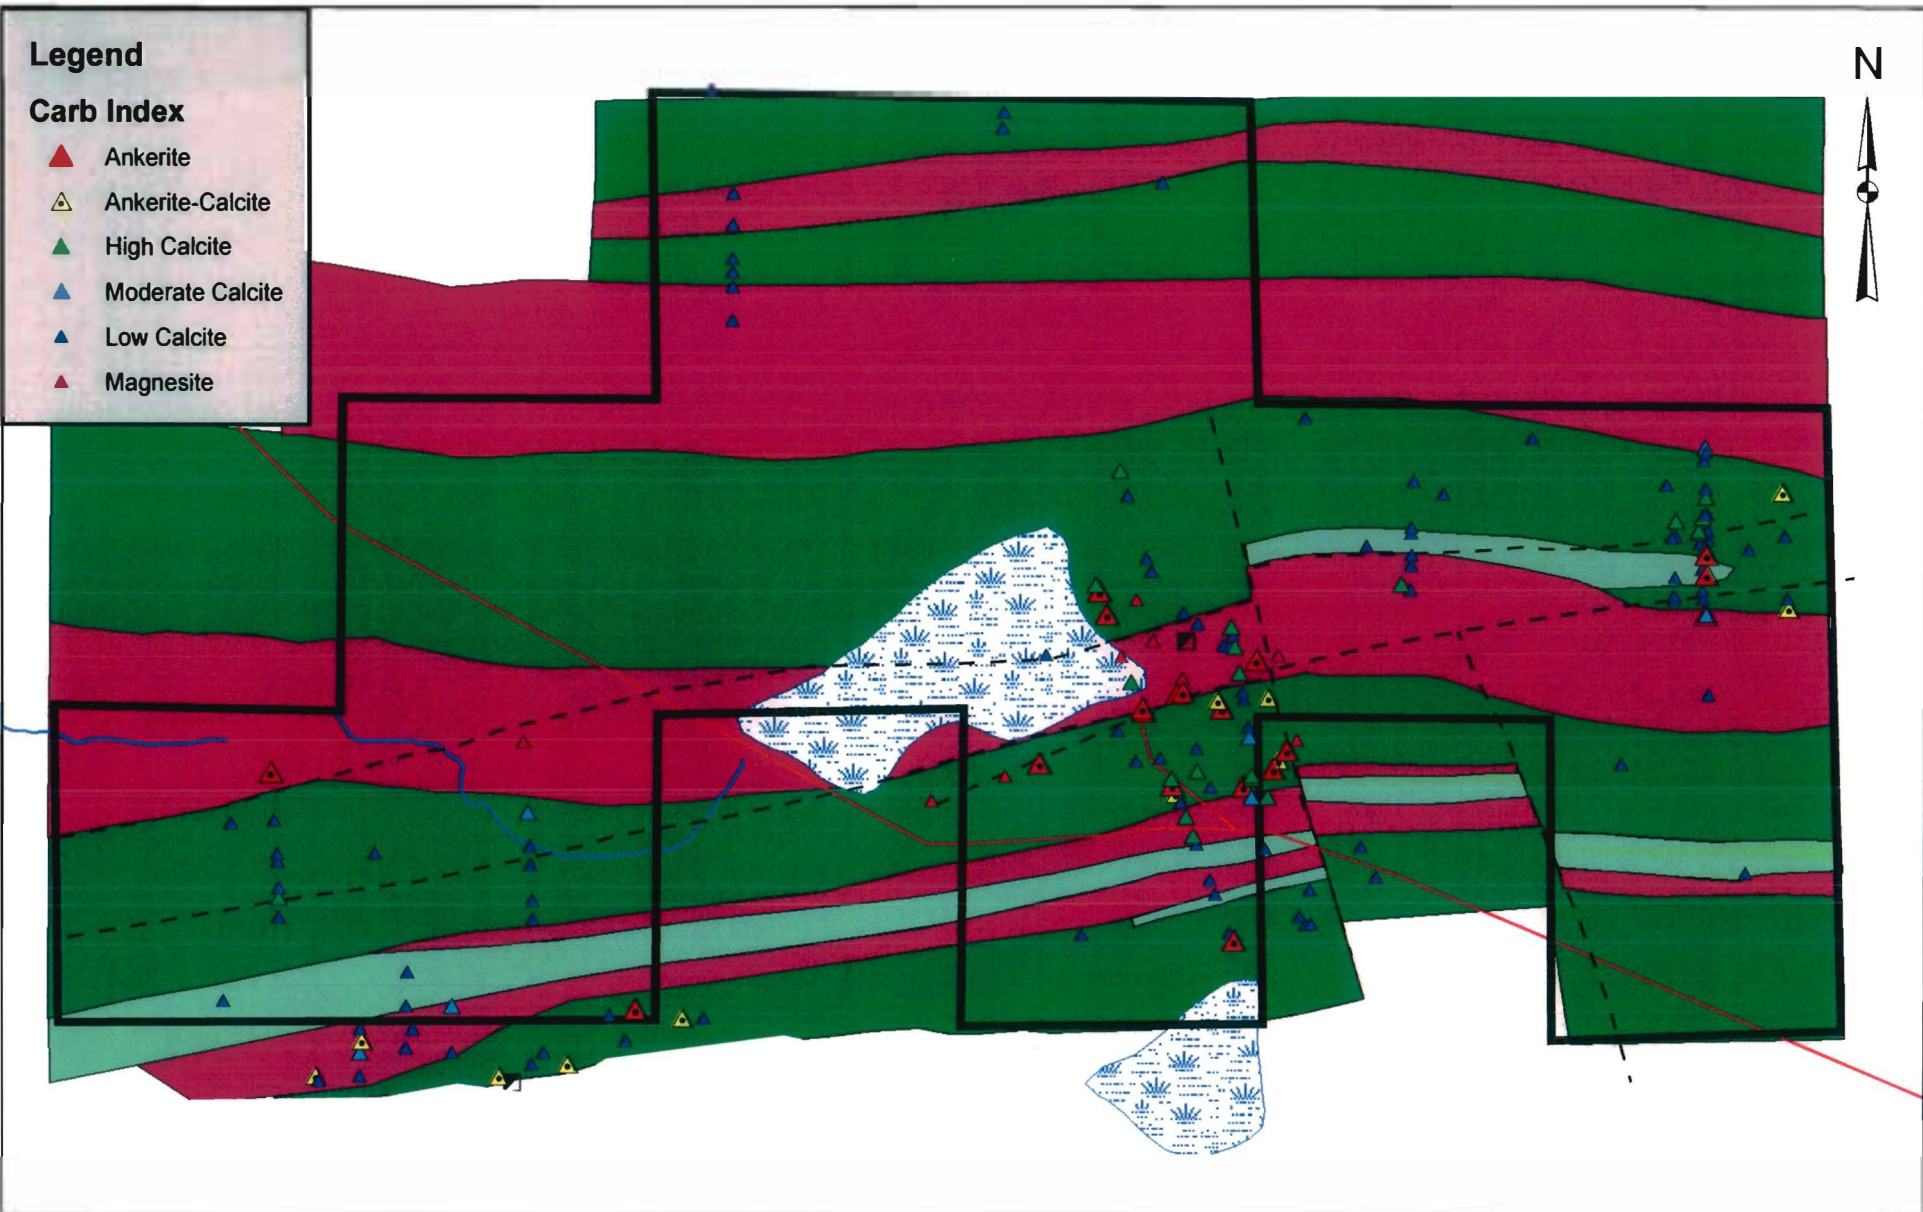 Legend
Carb Index
Ankerite
Ankerite-Calcite
High Calcite
Moderate Calcite
Low Calcite
Magnesite
N